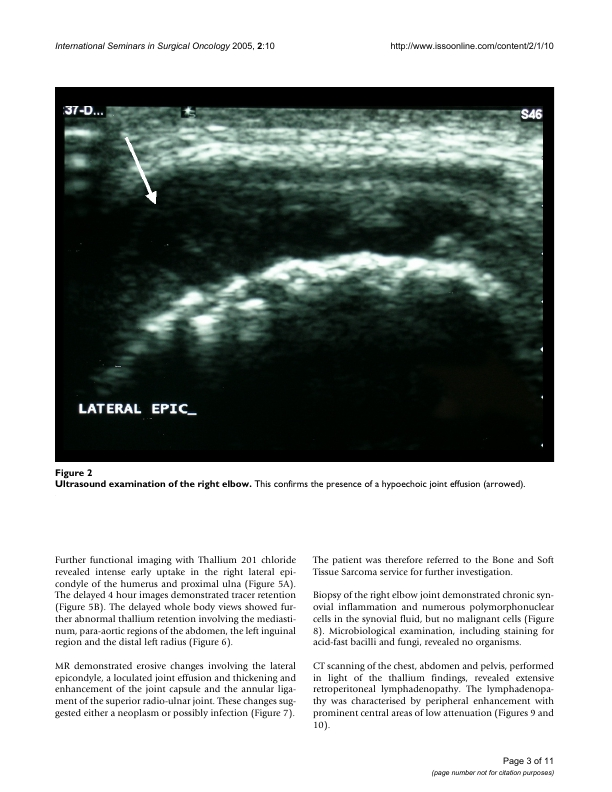 International Seminars in Surgical Oncology 2005, 2:10
http://www.issoonline.com/content/2/1/10
:37-D...
S46
LATERAL EPIC_
Figure 2
Ultrasound examination of the right elbow. This confirms the presence of a hypoechoic joint effusion (arrowed).
Further functional imaging with Thallium 201 chloride
revealed intense early uptake in the right lateral epi-
condyle of the humerus and proximal ulna (Figure 5A).
The delayed 4 hour images demonstrated tracer retention
(Figure 5B). The delayed whole body views showed fur-
ther abnormal thallium retention involving the mediasti-
num, para-aortic regions of the abdomen, the left inguinal
region and the distal left radius (Figure 6).
MR demonstrated erosive changes involving the lateral
epicondyle, a loculated joint effusion and thickening and
enhancement of the joint capsule and the annular liga-
ment of the superior radio-ulnar joint. These changes sug-
gested either a neoplasm or possibly infection (Figure 7).
The patient was therefore referred to the Bone and Soft
Tissue Sarcoma service for further investigation.
Biopsy of the right elbow joint demonstrated chronic syn-
ovial inflammation and numerous polymorphonuclear
cells in the synovial fluid, but no malignant cells (Figure
8). Microbiological examination, including staining for
acid-fast bacilli and fungi, revealed no organisms.
CT scanning of the chest, abdomen and pelvis, performed
in light of the thallium findings, revealed extensive
retroperitoneal lymphadenopathy. The lymphadenopa-
thy was characterised by peripheral enhancement with
prominent central areas of low attenuation (Figures 9 and
10).
Page 3 of 11
(page number not for citation purposes)